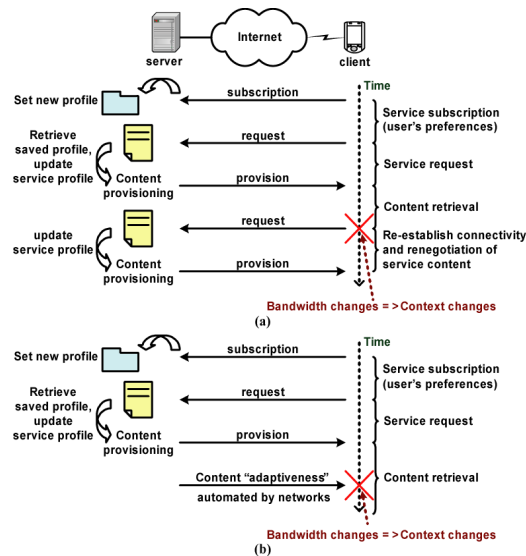 Internet
server
client
Time
Set new profile
subscription
Service subscription
(user's preferences)
Retrieve
saved profile,
update
service profile
request
Content
provisioning
Service request
provision
Content retrieval
update
service profile
request
Re-establish connectivity
and renegotiation of
service content
Content
provisioning
provision
Bandwidth changes = >Context changes
(a)
Time
Set new profile
subscription
Service subscription
(user's preferences)
Retrieve
saved profile,
update
service profile
request
Content
provisioning
Service request
provision
Content "adaptiveness"
automated by networks
Content retrieval
Bandwidth changes = >Context changes
(b)